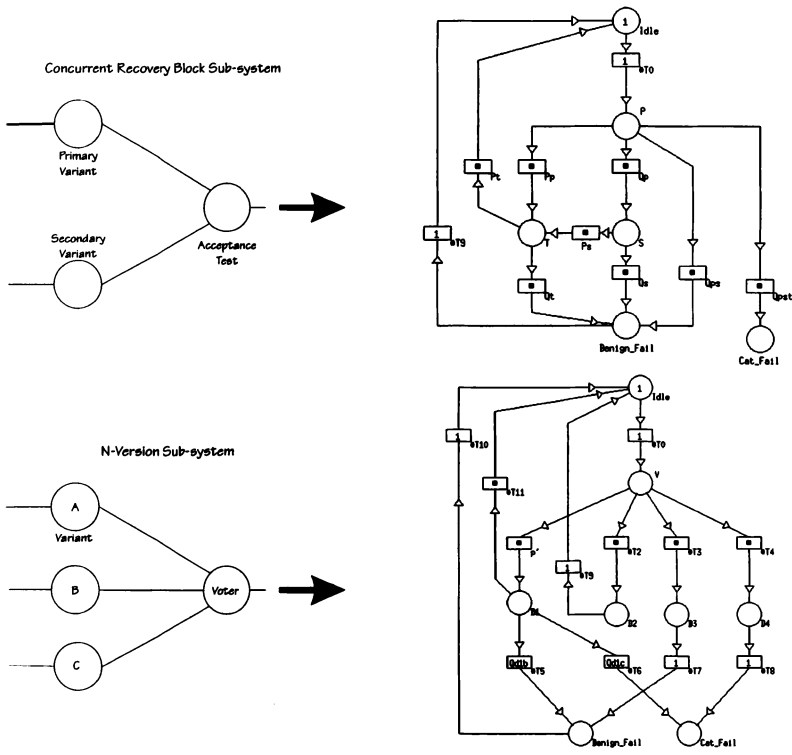 Concurrent Recovery Block Sub-system
Primary
Variant
Secondary
Variant
Acceptance
Test
1
Idle
1
T0
P
Pt
Pp
Qp
1
T9
T
Ps
S
Qt
Qs
Qps
Qpst
Benign_Fail
Cat_Fail
N-Version Sub-system
A
Variant
B
Voter
C
1
Idle
1
T10
1
T0
V
T11
P'
T2
T3
T4
1
T9
B1
B2
B3
B4
Qd1b
T5
Qd1c
T6
1
T7
1
T8
Benign_Fail
Cat_Fail